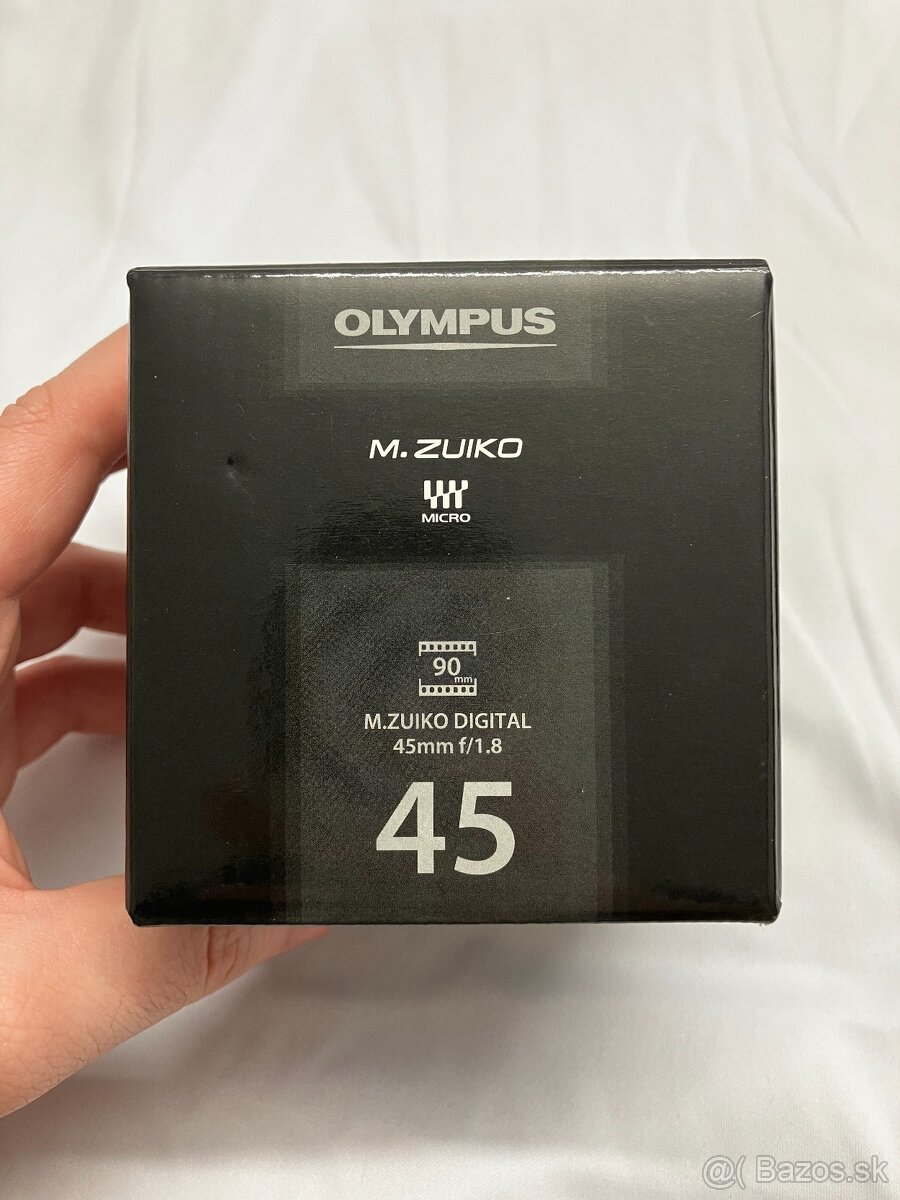 OLYMPUS
M.ZUIKO
MICRO
90
mm
M.ZUIKO DIGITAL
45mm f/1.8
45
@( Bazos.sk